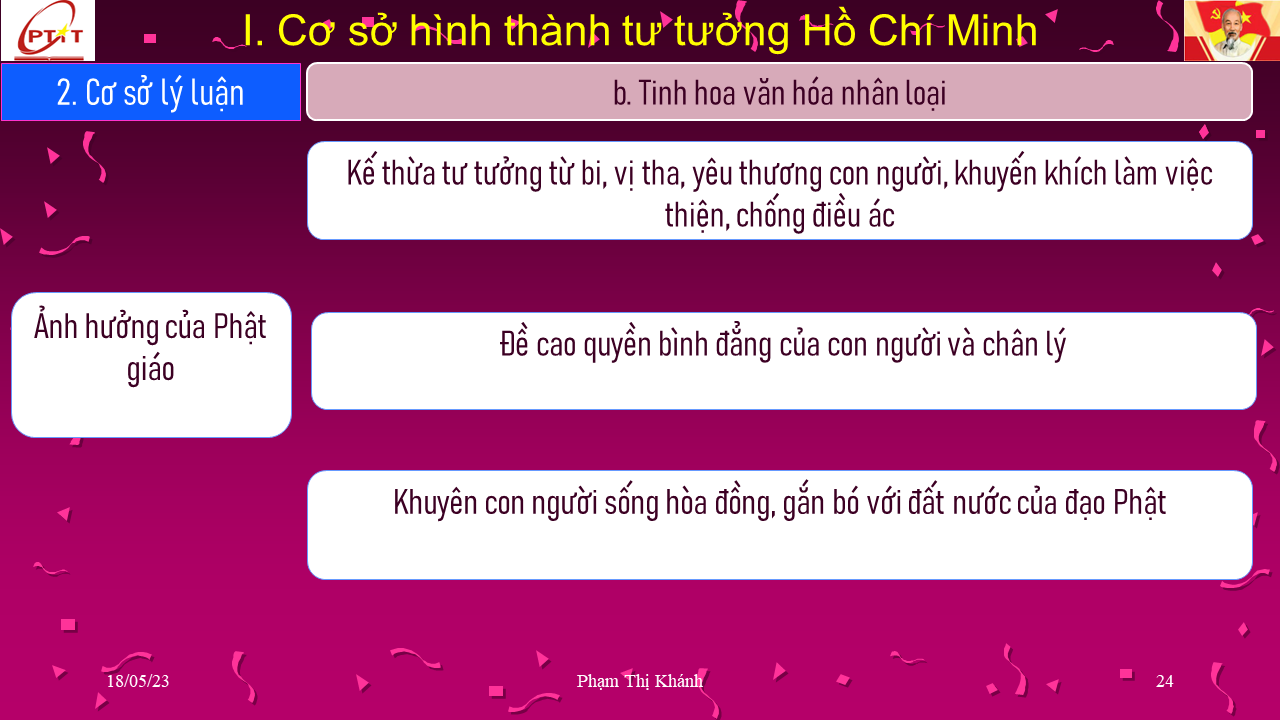 PTiT
I. Cơ sở hình thành tư tưởng Hồ Chí Minh
2. Cơ sở lý luận
b. Tinh hoa văn hóa nhân loại
Kế thừa tư tưởng từ bi, vị tha, yêu thương con người, khuyến khích làm việc
thiện, chống điều ác
Ảnh hưởng của Phật
giáo
Đề cao quyền bình đẳng của con người và chân lý
Khuyên con người sống hòa đồng, gắn bó với đất nước của đạo Phật
18/05/23
Phạm Thị Khánh
24